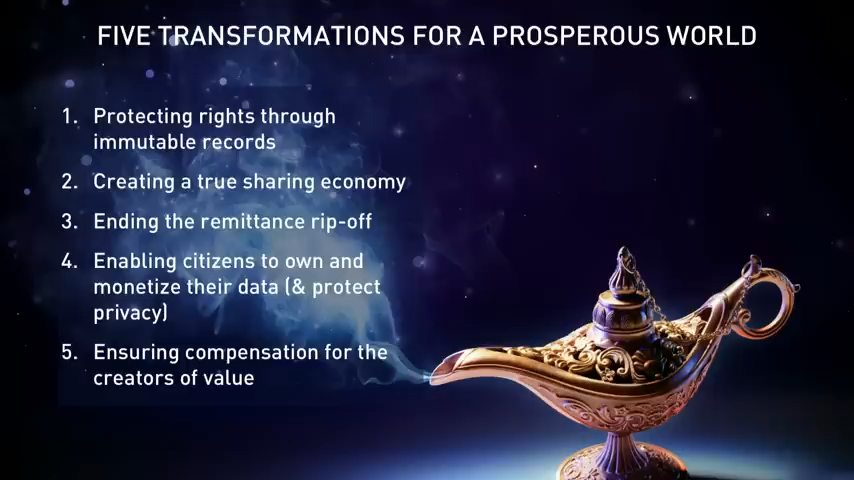 FIVE TRANSFORMATIONS FOR A PROSPEROUS WORLD
1. Protecting rights through
immutable records
2. Creating a true sharing economy
3. Ending the remittance rip-off
4. Enabling citizens to own and
monetize their data (& protect
privacy)
5. Ensuring compensation for the
creators of value